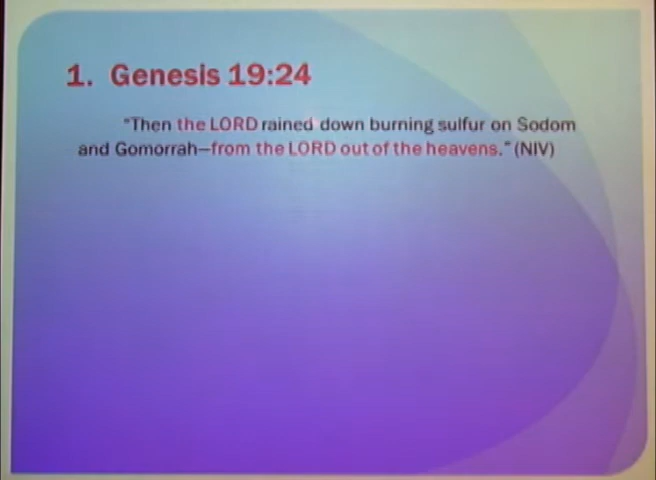 1. Genesis 19:24
"Then the LORD rained down burning sulfur on Sodom
and Gomorrah—from the LORD out of the heavens." (NIV)